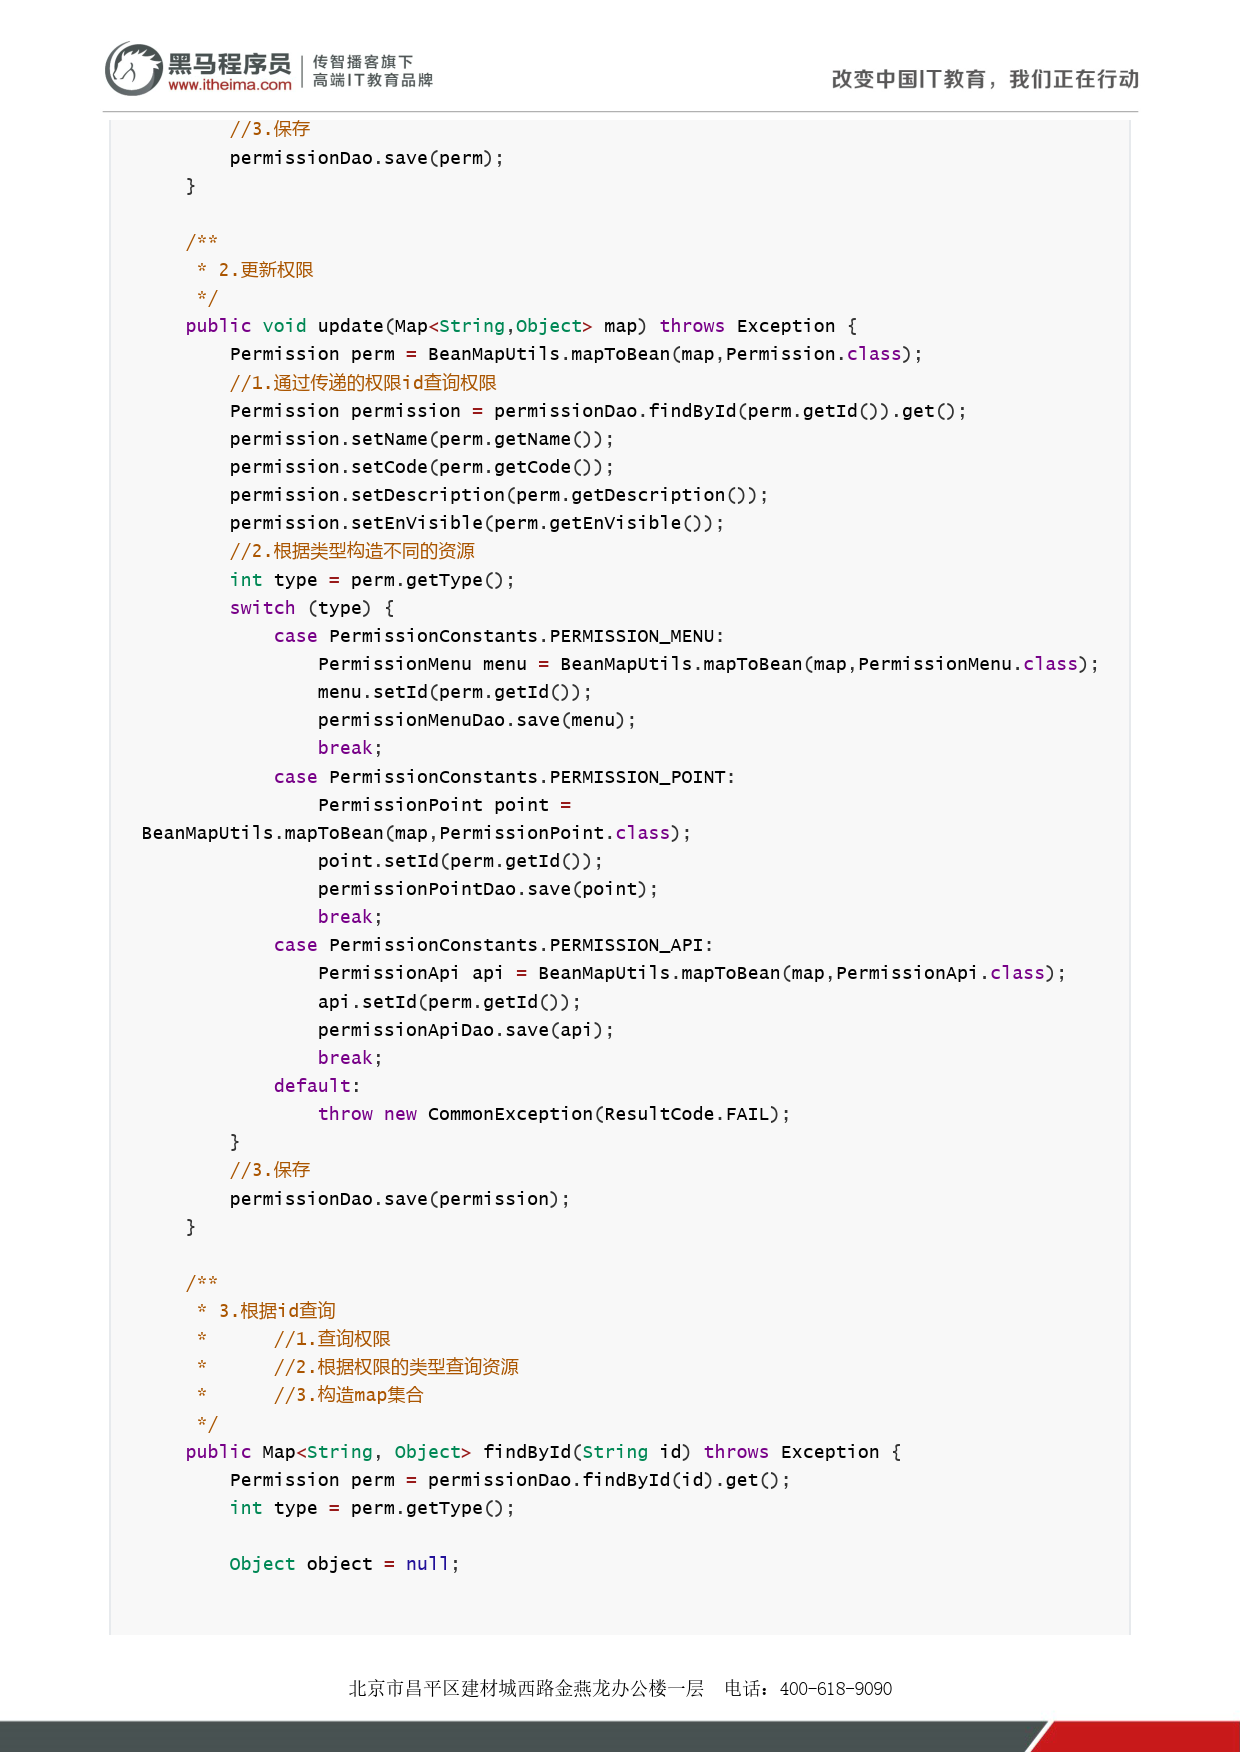 黑马程序员
www.itheima.com
传智播客旗下
高端IT教育品牌
改变中国IT教育，我们正在行动
//3.保存
permissionDao.save(perm);
}
/**
* 2.更新权限
*/
public void update(Map<String,Object> map) throws Exception {
Permission perm = BeanMapUtils.mapToBean(map,Permission.class);
//1.通过传递的权限id查询权限
Permission permission = permissionDao.findById(perm.getId()).get();
permission.setName(perm.getName());
permission.setCode(perm.getCode());
permission.setDescription(perm.getDescription());
permission.setEnVisible(perm.getEnVisible());
//2.根据类型构造不同的资源
int type = perm.getType();
switch (type) {
case PermissionConstants.PERMISSION_MENU:
PermissionMenu menu = BeanMapUtils.mapToBean(map,PermissionMenu.class);
menu.setId(perm.getId());
permissionMenuDao.save(menu);
break;
case PermissionConstants.PERMISSION_POINT:
PermissionPoint point =
BeanMapUtils.mapToBean(map,PermissionPoint.class);
point.setId(perm.getId());
permissionPointDao.save(point);
break;
case PermissionConstants.PERMISSION_API:
PermissionApi api = BeanMapUtils.mapToBean(map,PermissionApi.class);
api.setId(perm.getId());
permissionApiDao.save(api);
break;
default:
throw new CommonException(ResultCode.FAIL);
}
//3.保存
permissionDao.save(permission);
}
/**
* 3.根据id查询
*      //1.查询权限
*      //2.根据权限的类型查询资源
*      //3.构造map集合
*/
public Map<String, Object> findById(String id) throws Exception {
Permission perm = permissionDao.findById(id).get();
int type = perm.getType();
Object object = null;
北京市昌平区建材城西路金燕龙办公楼一层 电话：400-618-9090